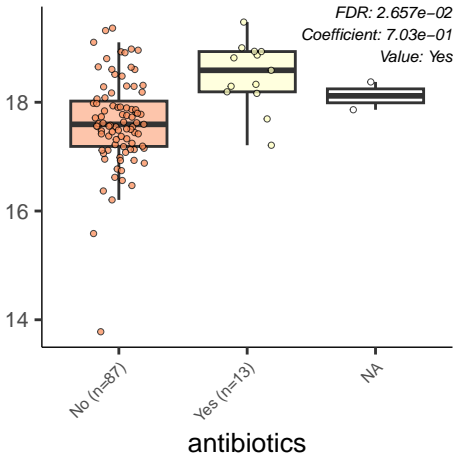 FDR: 2.657e−02
Coefficient: 7.03e−01
Value: Yes
18
16
14
No (n=87)
Yes (n=13)
NA
antibiotics